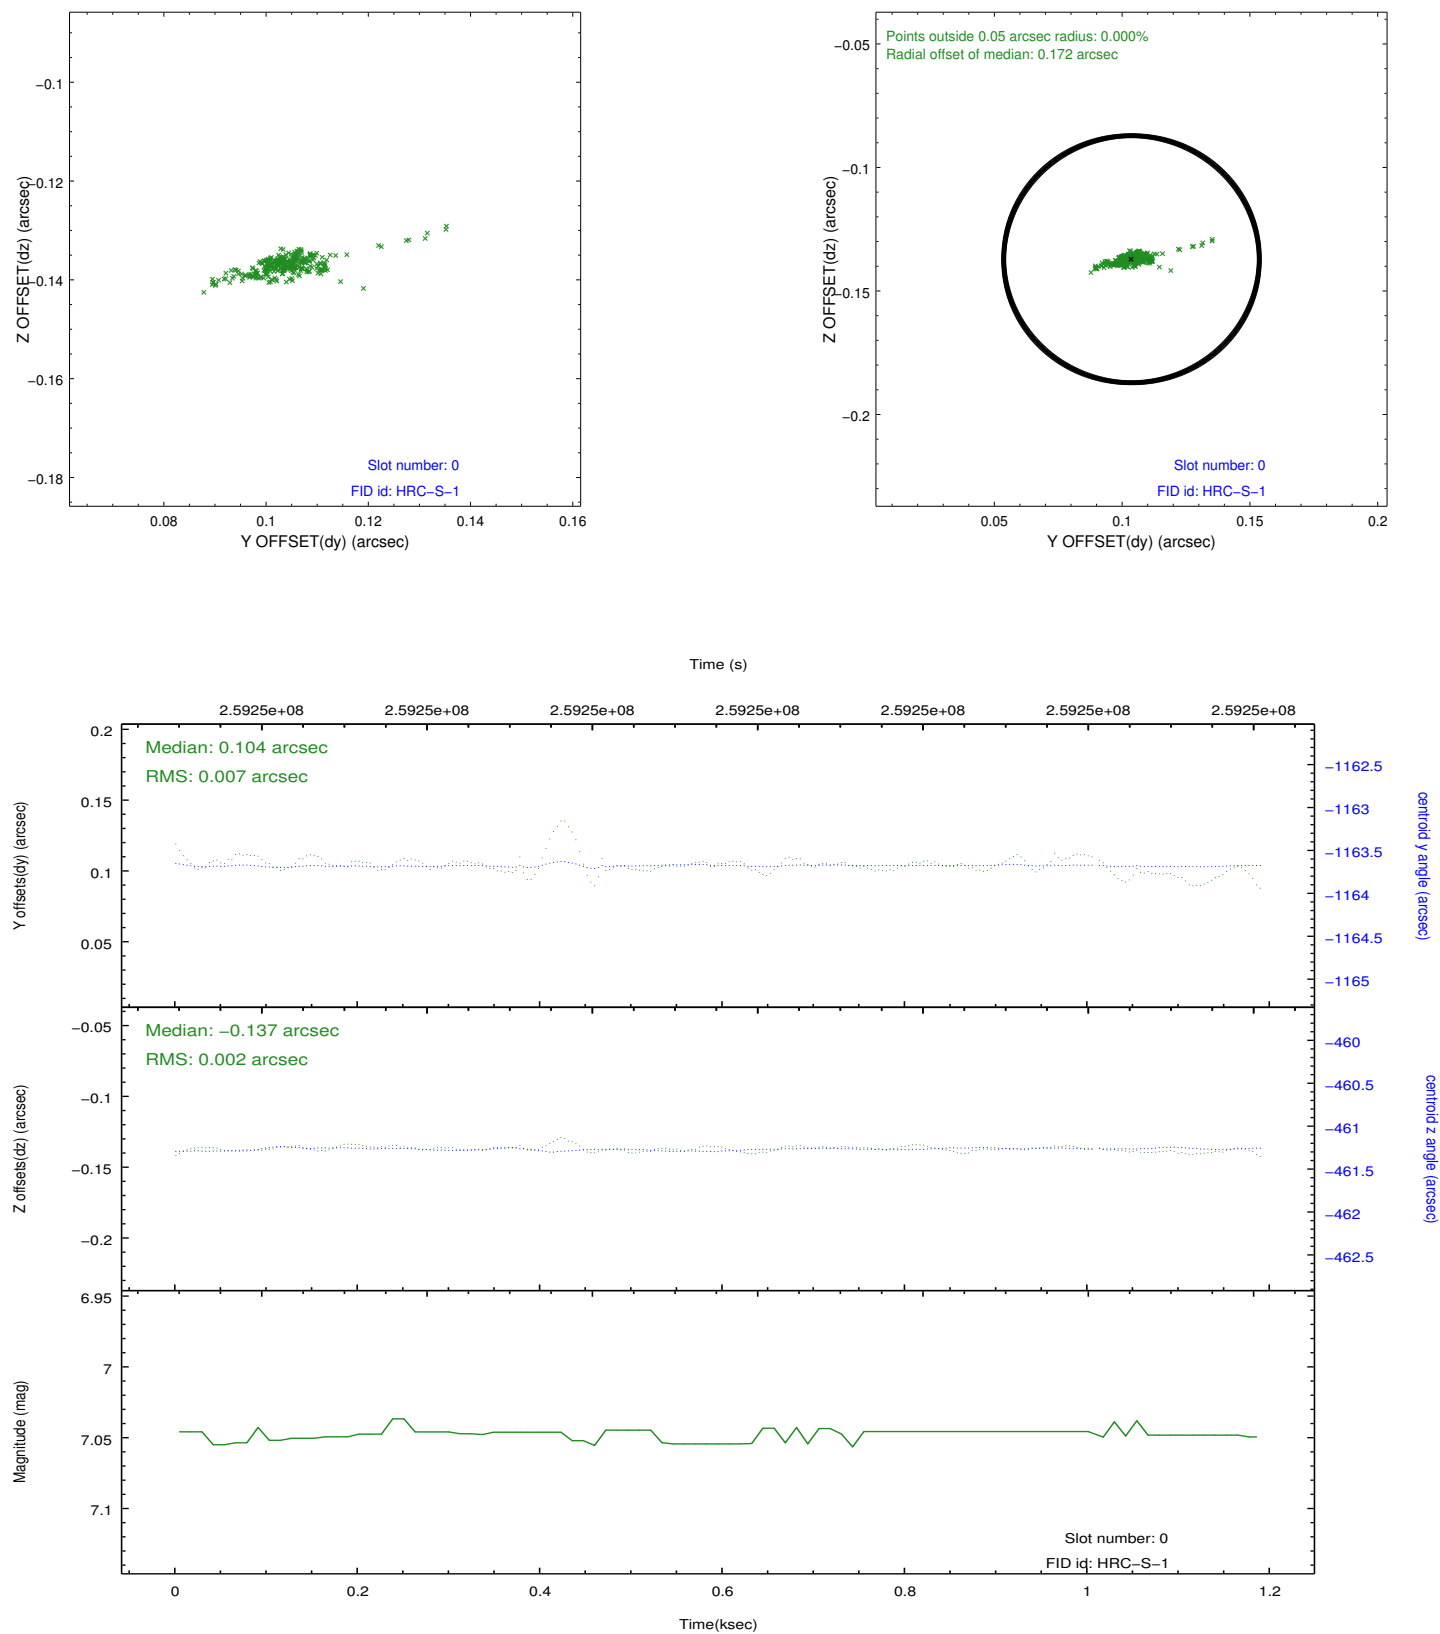 −0.1
−0.12
−0.14
−0.16
−0.18
Z OFFSET(dz) (arcsec)
Slot number: 0
FID id: HRC−S−1
0.08
0.1
0.12
0.14
0.16
Y OFFSET(dy) (arcsec)
Points outside 0.05 arcsec radius: 0.000%
Radial offset of median: 0.172 arcsec
−0.05
−0.1
−0.15
−0.2
Z OFFSET(dz) (arcsec)
Slot number: 0
FID id: HRC−S−1
0.05
0.1
0.15
0.2
Y OFFSET(dy) (arcsec)
Time (s)
2.5925e+08
2.5925e+08
2.5925e+08
2.5925e+08
2.5925e+08
2.5925e+08
2.5925e+08
Median: 0.104 arcsec
RMS: 0.007 arcsec
0.2
0.15
0.1
0.05
Y offsets(dy) (arcsec)
−1162.5
−1163
−1163.5
−1164
−1164.5
−1165
centroid y angle (arcsec)
Median: −0.137 arcsec
RMS: 0.002 arcsec
−0.05
−0.1
−0.15
−0.2
Z offsets(dz) (arcsec)
−460
−460.5
−461
−461.5
−462
−462.5
centroid z angle (arcsec)
6.95
7
7.05
7.1
Magnitude (mag)
Slot number: 0
FID id: HRC−S−1
0
0.2
0.4
0.6
0.8
1
1.2
Time(ksec)